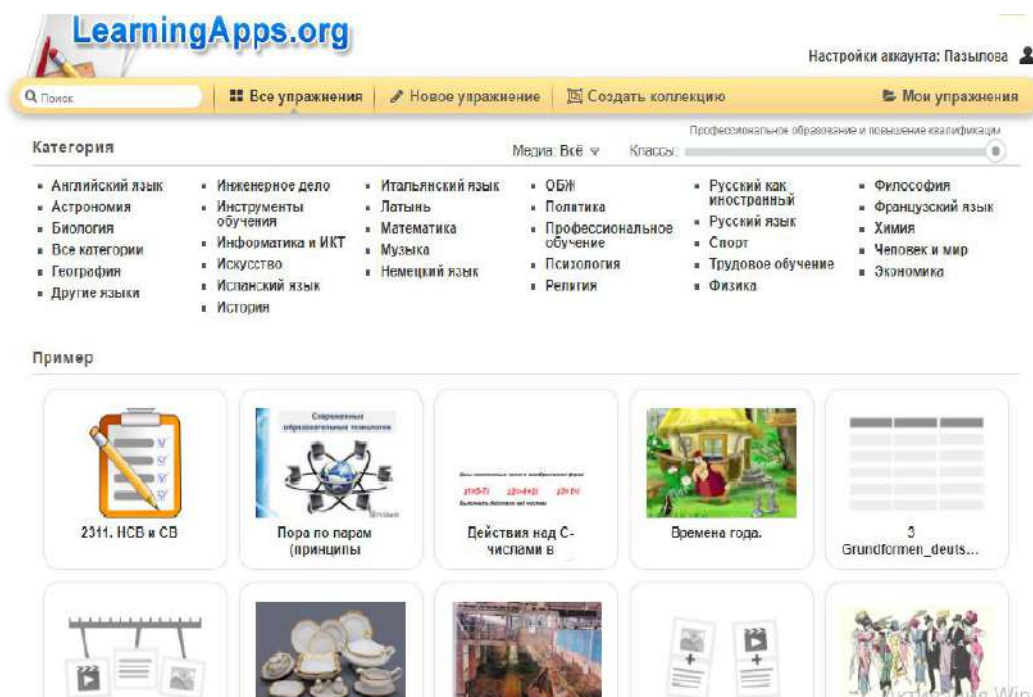 LearningApps.org
Настройки аккаунта: Пазылова
Поиск
Все упражнения
Новое упражнение
Создать коллекцию
Мои упражнения
Профессиональное образование и повышение квалификации
Категория
Медиа: Всё
Классы:
Английский язык
Астрономия
Биология
Все категории
География
Другие языки
Инженерное дело
Инструменты
обучения
Информатика и ИКТ
Искусство
Испанский язык
История
Итальянский язык
Латынь
Математика
Музыка
Немецкий язык
ОБЖ
Политика
Профессиональное
обучение
Психология
Религия
Русский как
иностранный
Русский язык
Спорт
Трудовое обучение
Физика
Философия
Французский язык
Химия
Человек и мир
Экономика
Пример
Современные
образовательные технологии
2311. НСВ и СВ
Пора по парам
(принципы
Действия над С-
числами в
Времена года.
3
Grundformen_deuts...